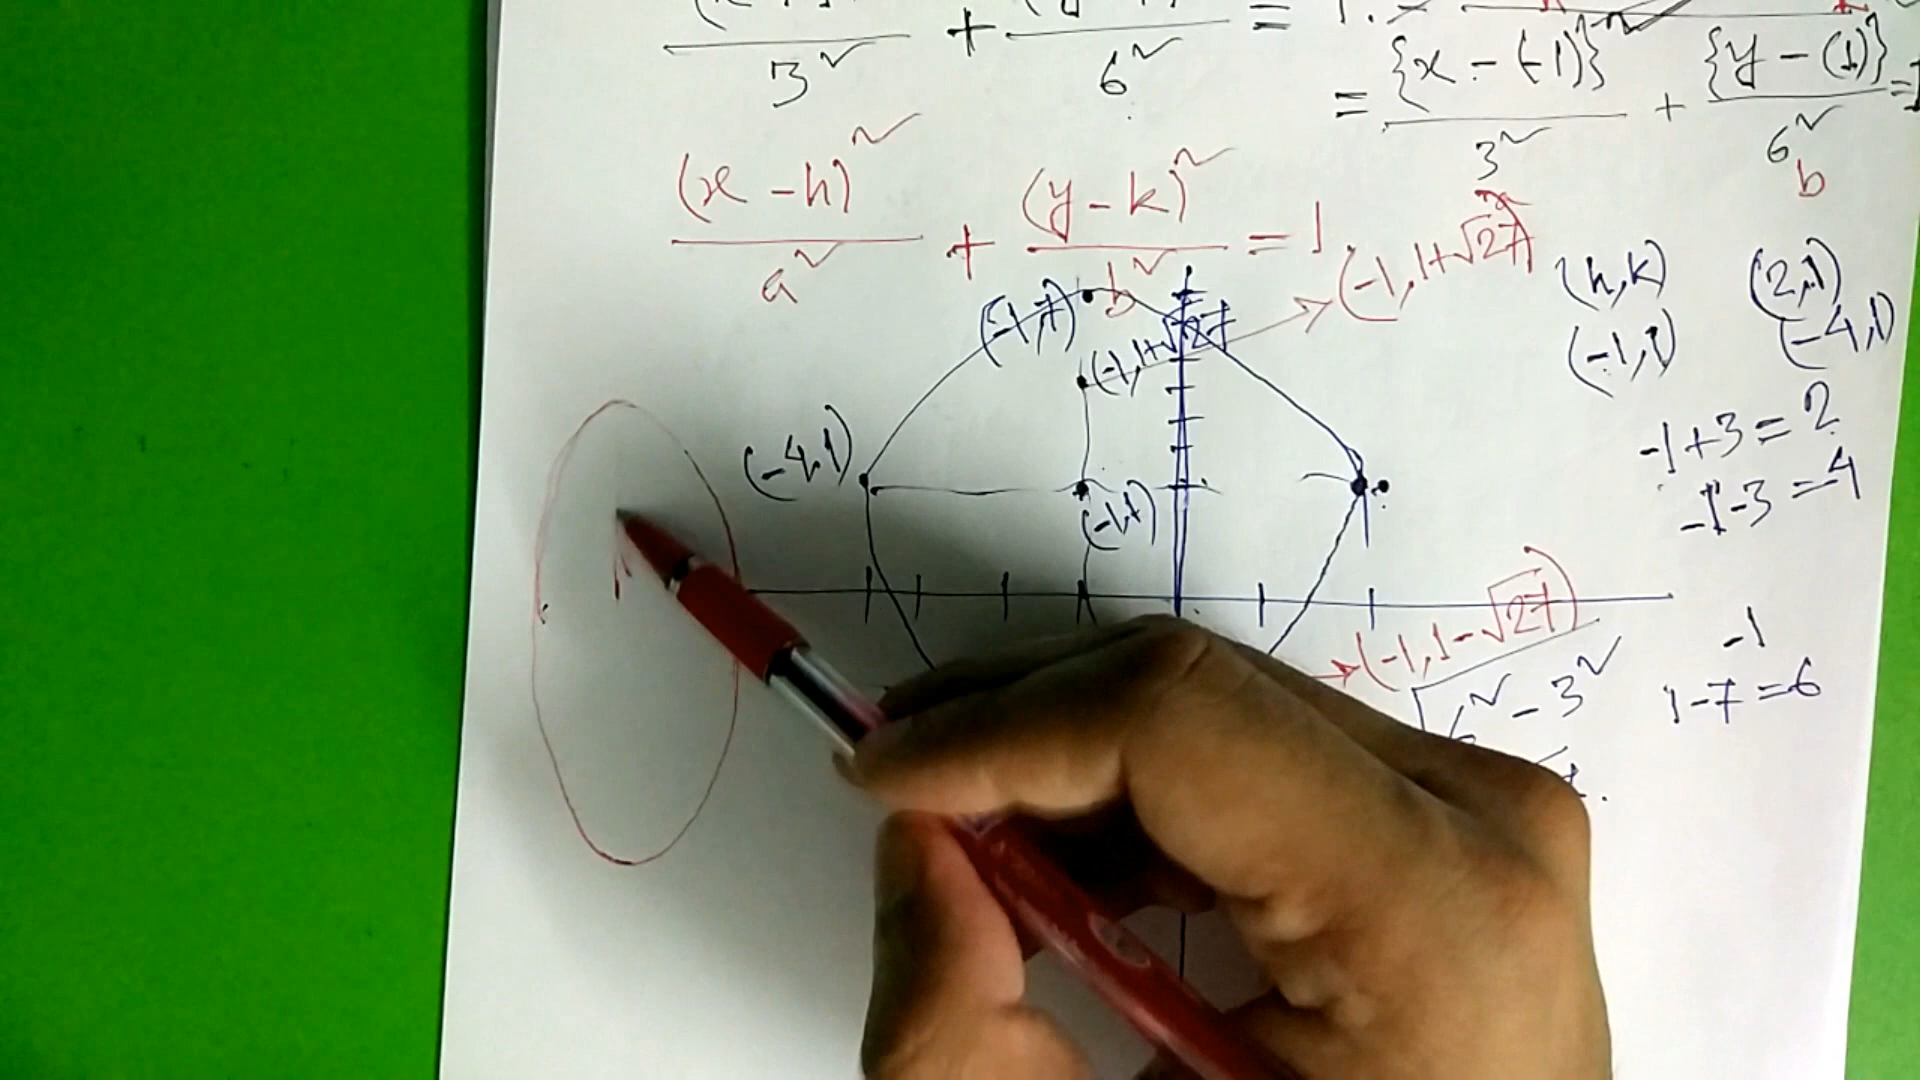 3² + 6² = 1.
= {x - (-1)}² / 3² + {y - (1)} / 6² = 1
a b
(x - h)² / a² + (y - k)² / b² = 1
(-1, 1+√27)
(h, k) (2, 1)
(-1, 1) (-4, 1)
(-1, 7)
(-1, 1+√27)
-1+3 = 2
(-4, 1)
-1-3 = -4
(-1, 1)
(-1, 1-√27)
-1
√6² - 3²
1-7 = 6